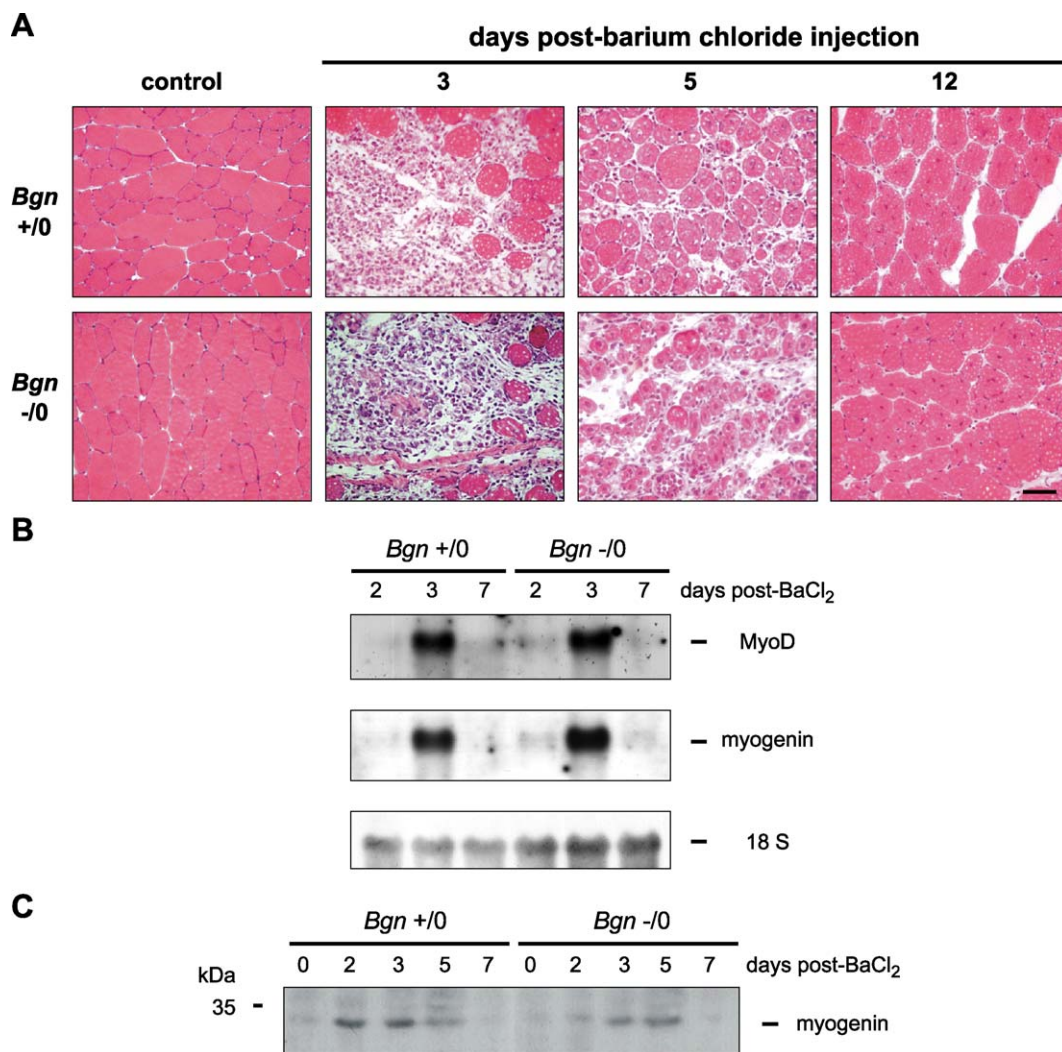 A
days post-barium chloride injection
control 3 5 12
Bgn
+/0
Bgn
-/0
B
Bgn +/0 Bgn -/0
2 3 7 2 3 7 days post-BaCl₂
MyoD
myogenin
18 S
C
Bgn +/0 Bgn -/0
kDa 0 2 3 5 7 0 2 3 5 7 days post-BaCl₂
35
myogenin